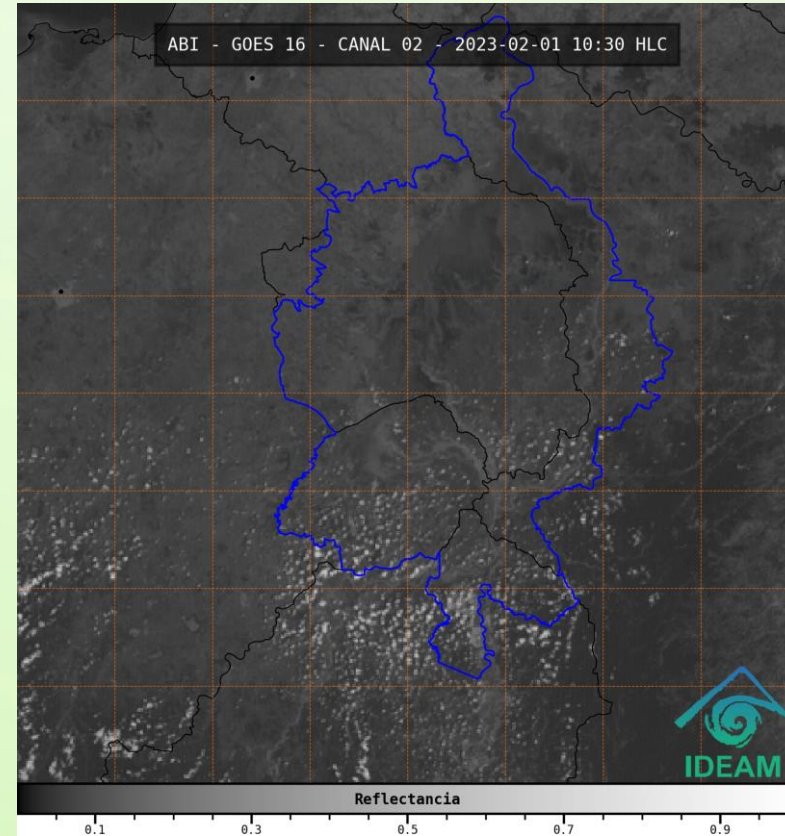 ABI - GOES 16 - CANAL 02 - 2023-02-01 10:30 HLC
IDEAM
Reflectancia
0.1 0.3 0.5 0.7 0.9